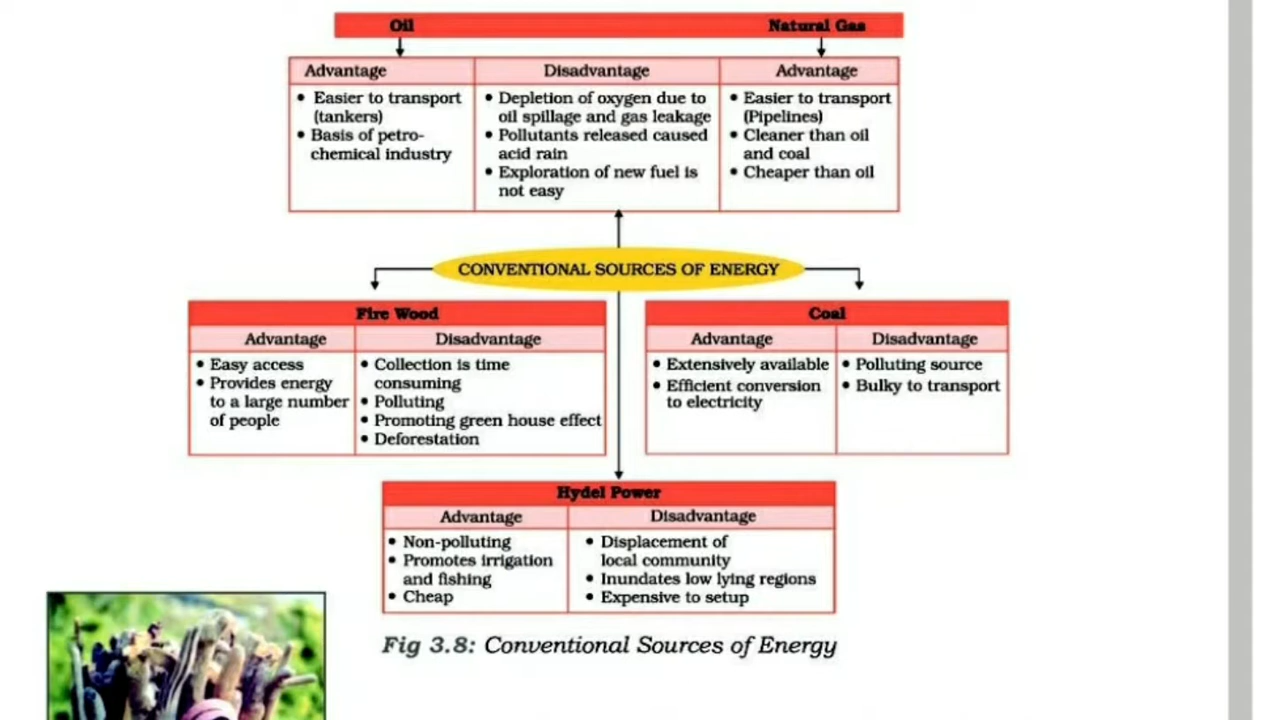 Oil Natural Gas
Advantage Disadvantage Advantage
• Easier to transport
(tankers)
• Basis of petro-
chemical industry
• Depletion of oxygen due to
oil spillage and gas leakage
• Pollutants released caused
acid rain
• Exploration of new fuel is
not easy
• Easier to transport
(Pipelines)
• Cleaner than oil
and coal
• Cheaper than oil
CONVENTIONAL SOURCES OF ENERGY
Fire Wood
Advantage Disadvantage
• Easy access
• Provides energy
to a large number
of people
• Collection is time
consuming
• Polluting
• Promoting green house effect
• Deforestation
Coal
Advantage Disadvantage
• Extensively available
• Efficient conversion
to electricity
• Polluting source
• Bulky to transport
Hydel Power
Advantage Disadvantage
• Non-polluting
• Promotes irrigation
and fishing
• Cheap
• Displacement of
local community
• Inundates low lying regions
• Expensive to setup
Fig 3.8: Conventional Sources of Energy